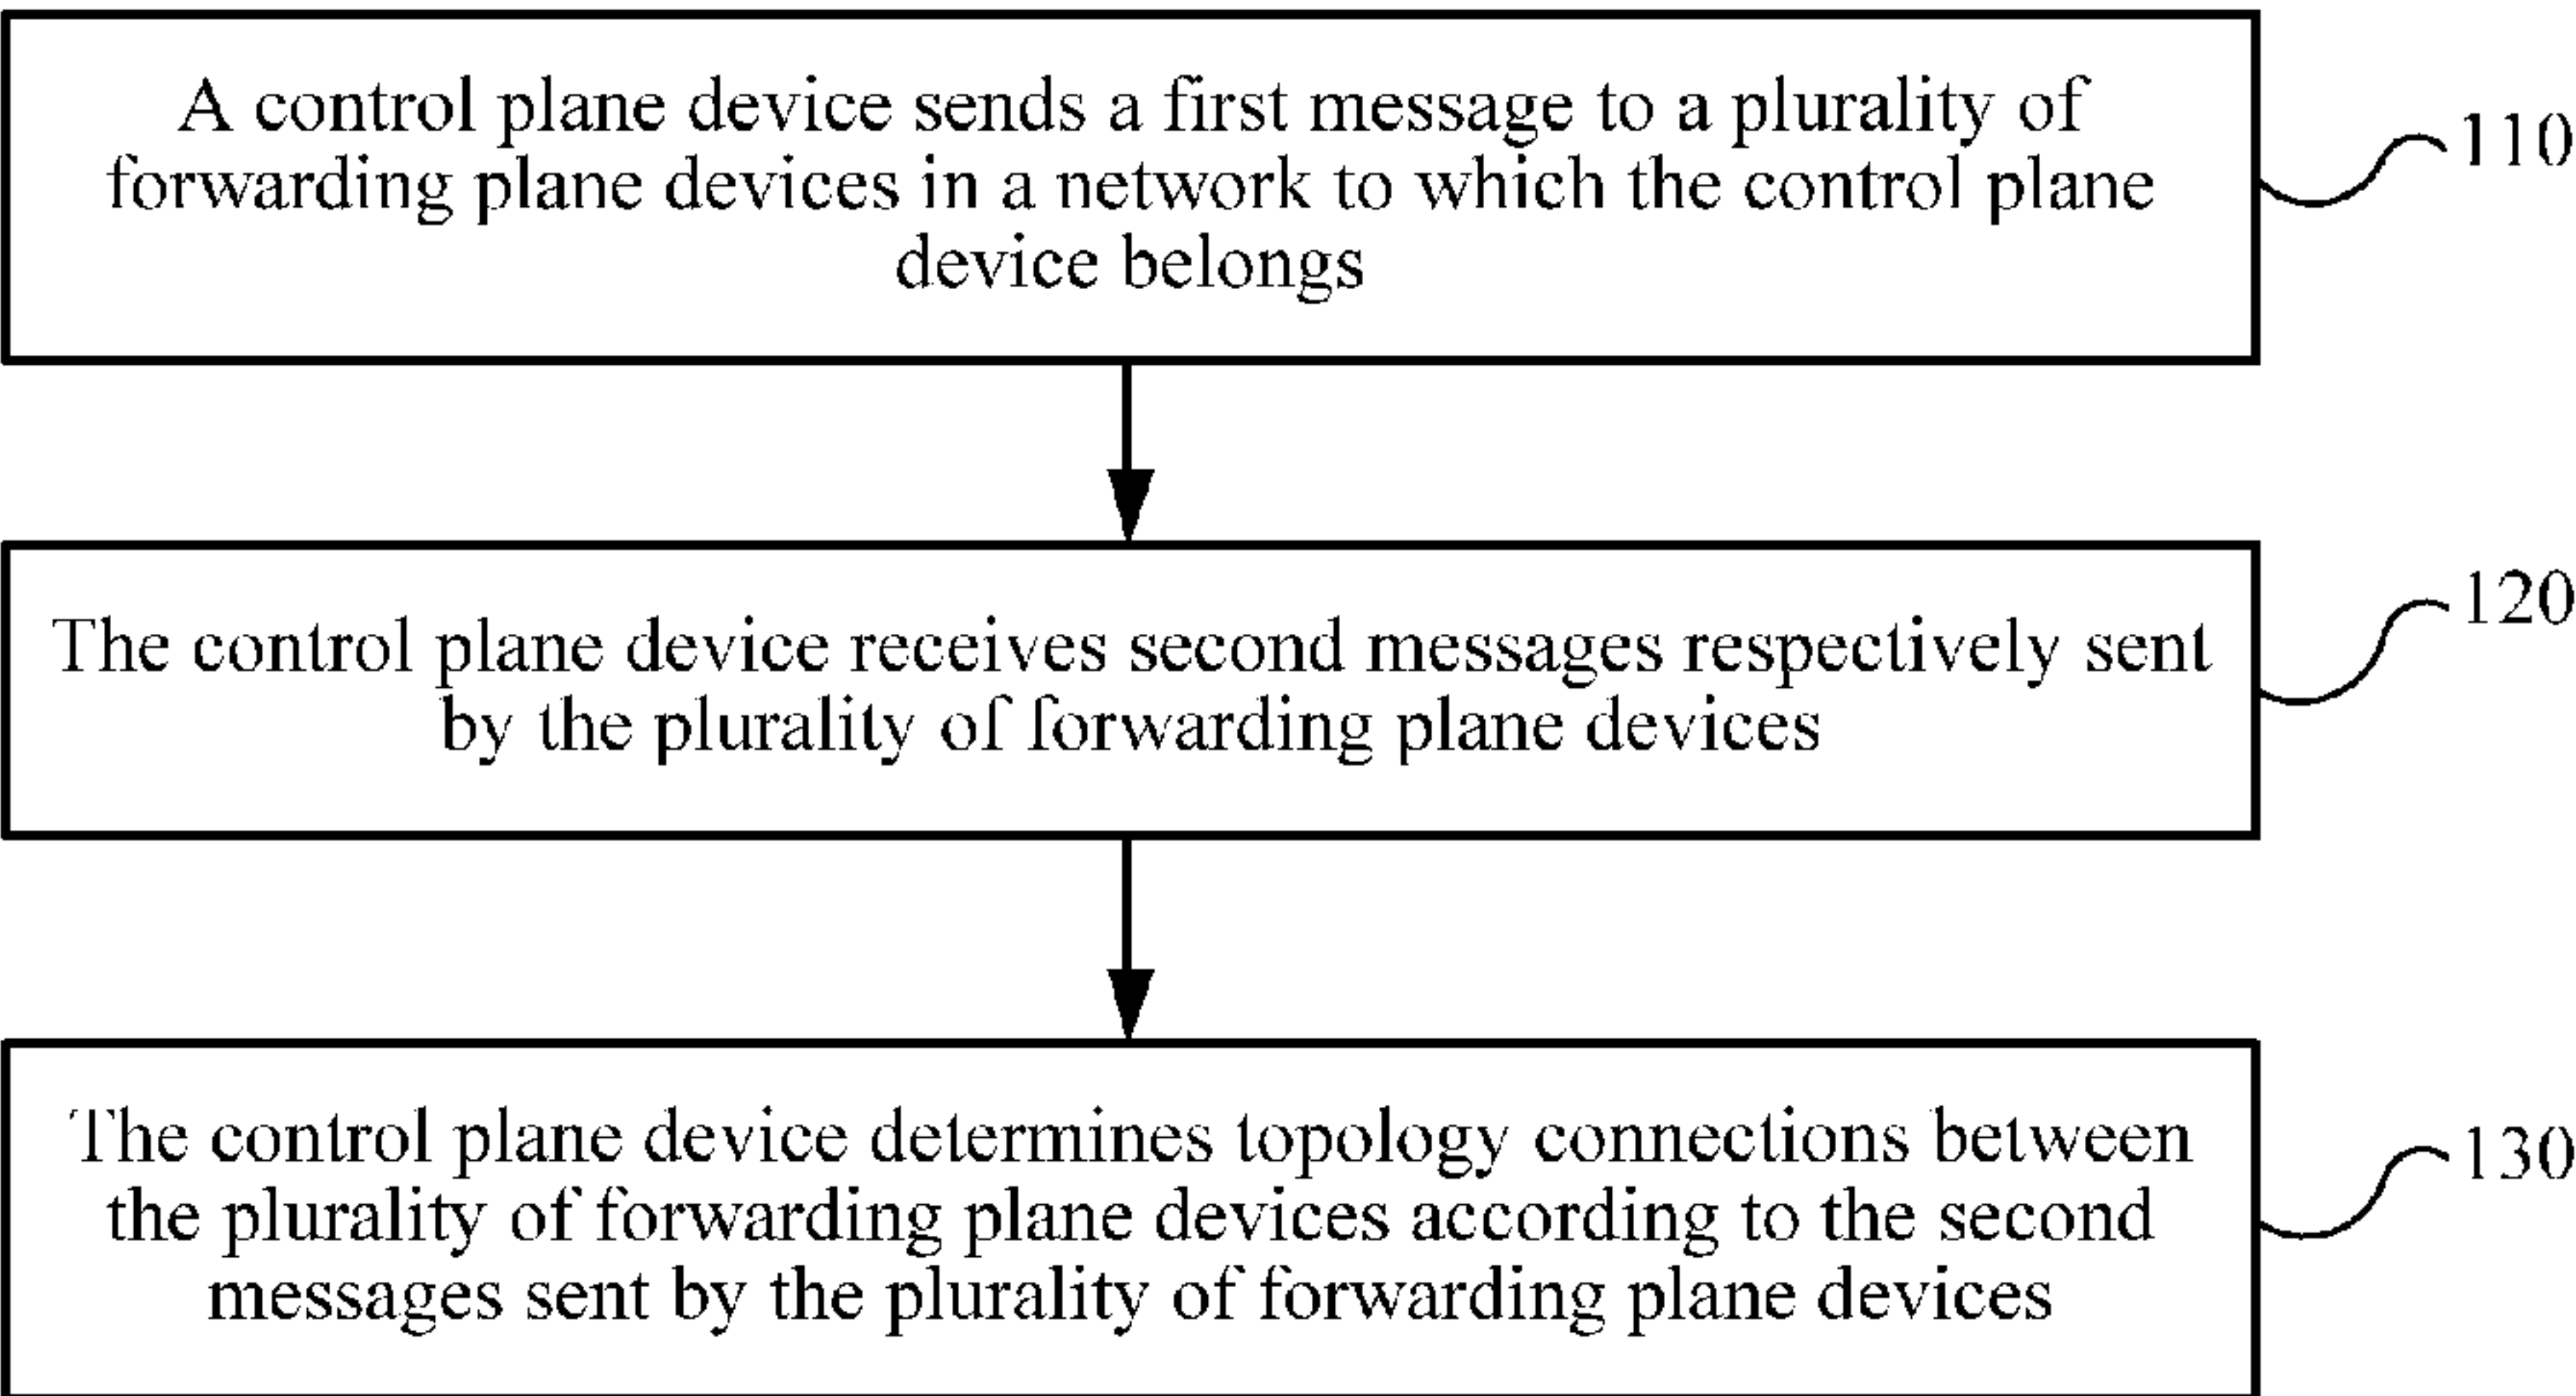 A control plane device sends a first message to a plurality of
forwarding plane devices in a network to which the control plane
device belongs
110
The control plane device receives second messages respectively sent
by the plurality of forwarding plane devices
120
The control plane device determines topology connections between
the plurality of forwarding plane devices according to the second
messages sent by the plurality of forwarding plane devices
130